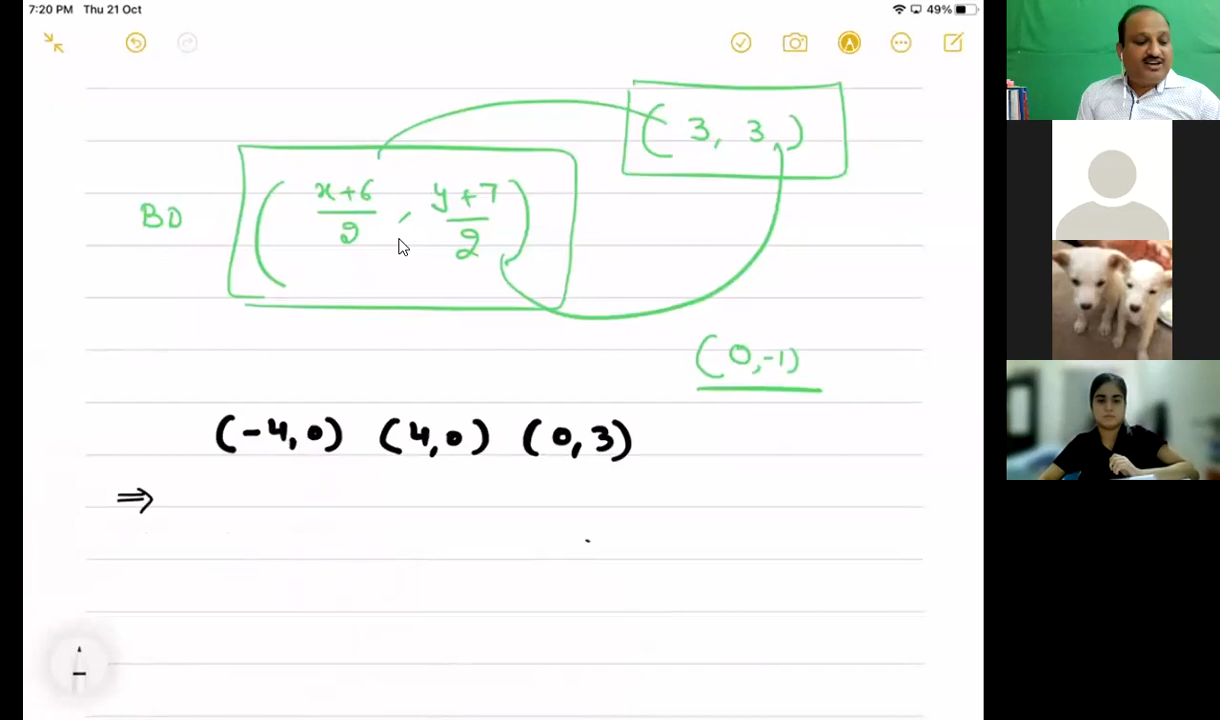 7:20 PM Thu 21 Oct
49%
( 3, 3, )
BD ( x+6/2 , y+7/2 )
(0,-1)
(-4,0) (4,0) (0,3)
⇒